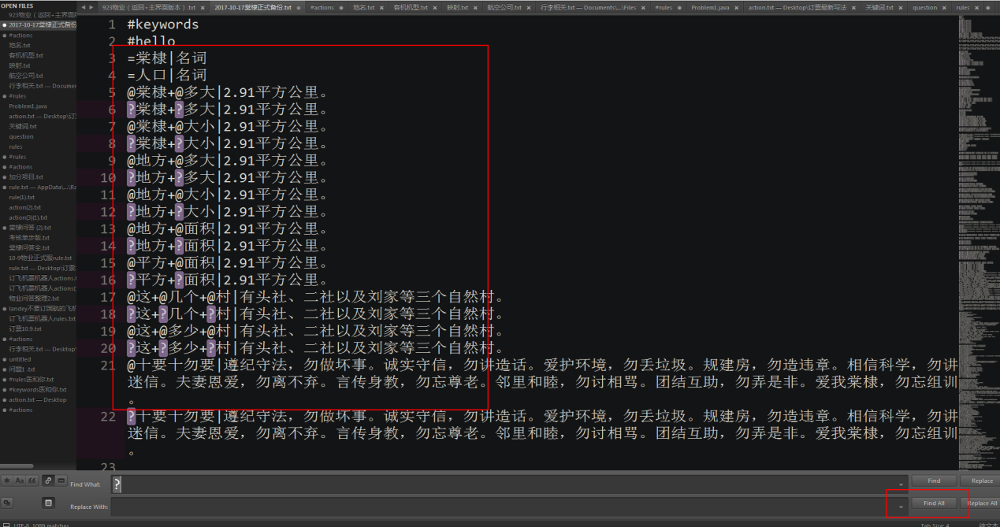 OPEN FILES
923物业（返回+主界面
2017-10-17棠棣正式备份
#actions
地名.txt
客机机型.txt
映射.txt
航空公司.txt
行李相关.txt — Documen
#rules
Problem1.java
action.txt — Desktop\订票
关键词.txt
question
rules
#rules
#actions
加分项目.txt
rule.txt — AppData\...\Ra
rule(1).txt
action(2).txt
action(3)(1).txt
棠棣问答 (2).txt
考核单步版.txt
棠棣问答全.txt
10-9物业正式服rule.txt
rule.txt — Desktop\订票
订飞机票机器人actions.t
订飞机票机器人actions(
物业问答整理2.txt
landey不要订国航的飞机
订飞机票机器人rules.txt
订票10.9.txt
#actions
行李相关.txt — Desktop\
untitled
问题1 .txt
#rules医和你.txt
#keywords医和你.txt
action.txt — Desktop
#actions
923物业（返回+主界面版本）.txt
2017-10-17棠棣正式备份.txt
#actions
地名.txt
客机机型.txt
映射.txt
航空公司.txt
行李相关.txt — Documents\...\Files
#rules
Problem1.java
action.txt — Desktop\订票最新写法
关键词.txt
question
rules
1 #keywords
2 #hello
3 =棠棣|名词
4 =人口|名词
5 @棠棣+@多大|2.91平方公里。
6 ?棠棣+?多大|2.91平方公里。
7 @棠棣+@大小|2.91平方公里。
8 ?棠棣+?大小|2.91平方公里。
9 @地方+@多大|2.91平方公里。
10 ?地方+?多大|2.91平方公里。
11 @地方+@大小|2.91平方公里。
12 ?地方+?大小|2.91平方公里。
13 @地方+@面积|2.91平方公里。
14 ?地方+?面积|2.91平方公里。
15 @平方+@面积|2.91平方公里。
16 ?平方+?面积|2.91平方公里。
17 @这+@几个+@村|有头社、二社以及刘家等三个自然村。
18 ?这+?几个+?村|有头社、二社以及刘家等三个自然村。
19 @这+@多少+@村|有头社、二社以及刘家等三个自然村。
20 ?这+?多少+?村|有头社、二社以及刘家等三个自然村。
21 @十要十勿要|遵纪守法，勿做坏事。诚实守信，勿讲造话。爱护环境，勿丢垃圾。规建房，勿造违章。相信科学，勿讲
迷信。夫妻恩爱，勿离不弃。言传身教，勿忘尊老。邻里和睦，勿讨相骂。团结互助，勿弄是非。爱我棠棣，勿忘组训
。
22 ?十要十勿要|遵纪守法，勿做坏事。诚实守信，勿讲造话。爱护环境，勿丢垃圾。规建房，勿造违章。相信科学，勿讲
迷信。夫妻恩爱，勿离不弃。言传身教，勿忘尊老。邻里和睦，勿讨相骂。团结互助，勿弄是非。爱我棠棣，勿忘组训
。
23
Find What: ?
Find
Replace
Replace With:
Find All
Replace All
UTF-8, 1089 matches
Tab Size: 4
纯文本